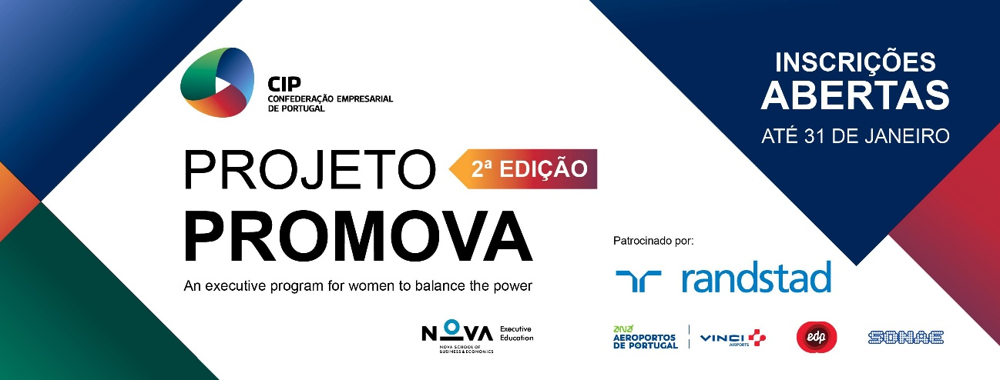 CIP
CONFEDERAÇÃO EMPRESARIAL
DE PORTUGAL
INSCRIÇÕES
ABERTAS
ATÉ 31 DE JANEIRO
PROJETO
2ª EDIÇÃO
PROMOVA
An executive program for women to balance the power
Patrocinado por:
randstad
NOVA
NOVA SCHOOL OF
BUSINESS & ECONOMICS
Executive
Education
ana
AEROPORTOS
DE PORTUGAL
VINCI
AIRPORTS
edp
SONAE